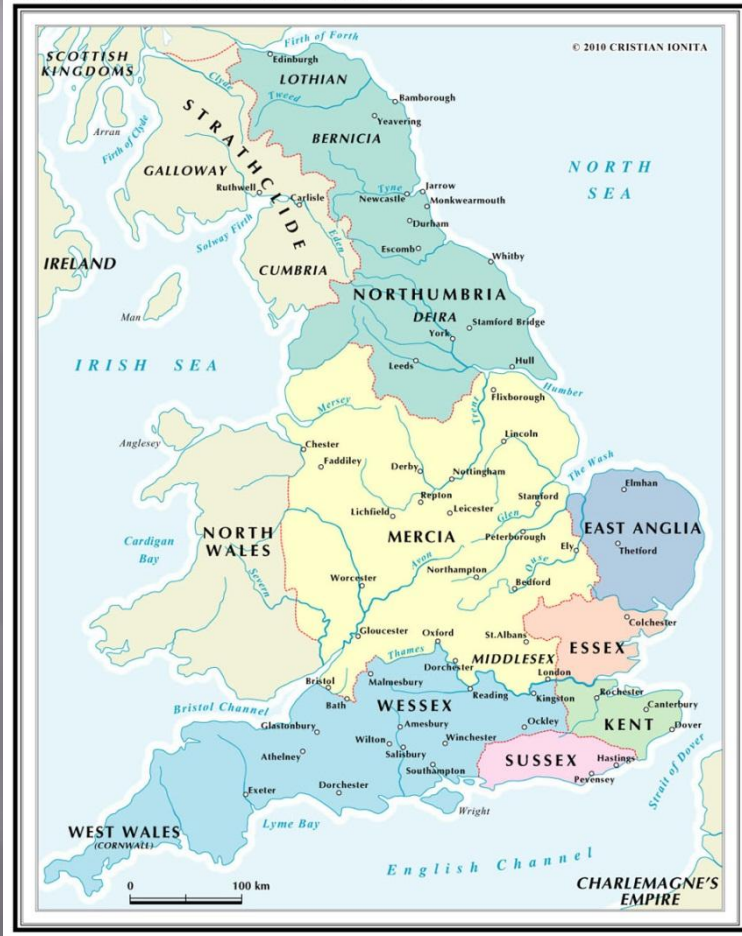 Firth of Forth
© 2010 CRISTIAN IONITA
SCOTTISH
KINGDOMS
Edinburgh
LOTHIAN
Clyde
Tweed
Bamborough
Arran
Yeavering
STRATHCLIDE
BERNICIA
Firth of Clyde
GALLOWAY
NORTH
SEA
Ruthwell
Carlisle
Tyne
Jarrow
Newcastle
Monkwearmouth
Durham
Solway Firth
Eden
Escomb
Whitby
IRELAND
CUMBRIA
NORTHUMBRIA
DEIRA
Man
Stamford Bridge
York
IRISH SEA
Leeds
Hull
Humber
Flixborough
Mersey
Trent
Lincoln
Anglesey
Chester
Faddiley
Derby
Nottingham
The Wash
Elmhan
Repton
Stamford
Lichfield
Leicester
Glen
EAST ANGLIA
NORTH
WALES
MERCIA
Peterborough
Cardigan
Bay
Ely
Thetford
Avon
Ouse
Severn
Worcester
Northampton
Bedford
Colchester
Gloucester
Oxford
St.Albans
ESSEX
Thames
Dorchester
MIDDLESEX
London
Bristol
Malmesbury
Reading
Kingston
Rochester
Bath
WESSEX
Canterbury
Bristol Channel
Glastonbury
Amesbury
Ockley
KENT
Dover
Wilton
Winchester
Athelney
Salisbury
SUSSEX
Hastings
Southampton
Pevensey
Strait of Dover
Exeter
Dorchester
Wright
Lyme Bay
WEST WALES
(CORNWALL)
English Channel
0
100 km
CHARLEMAGNE'S
EMPIRE